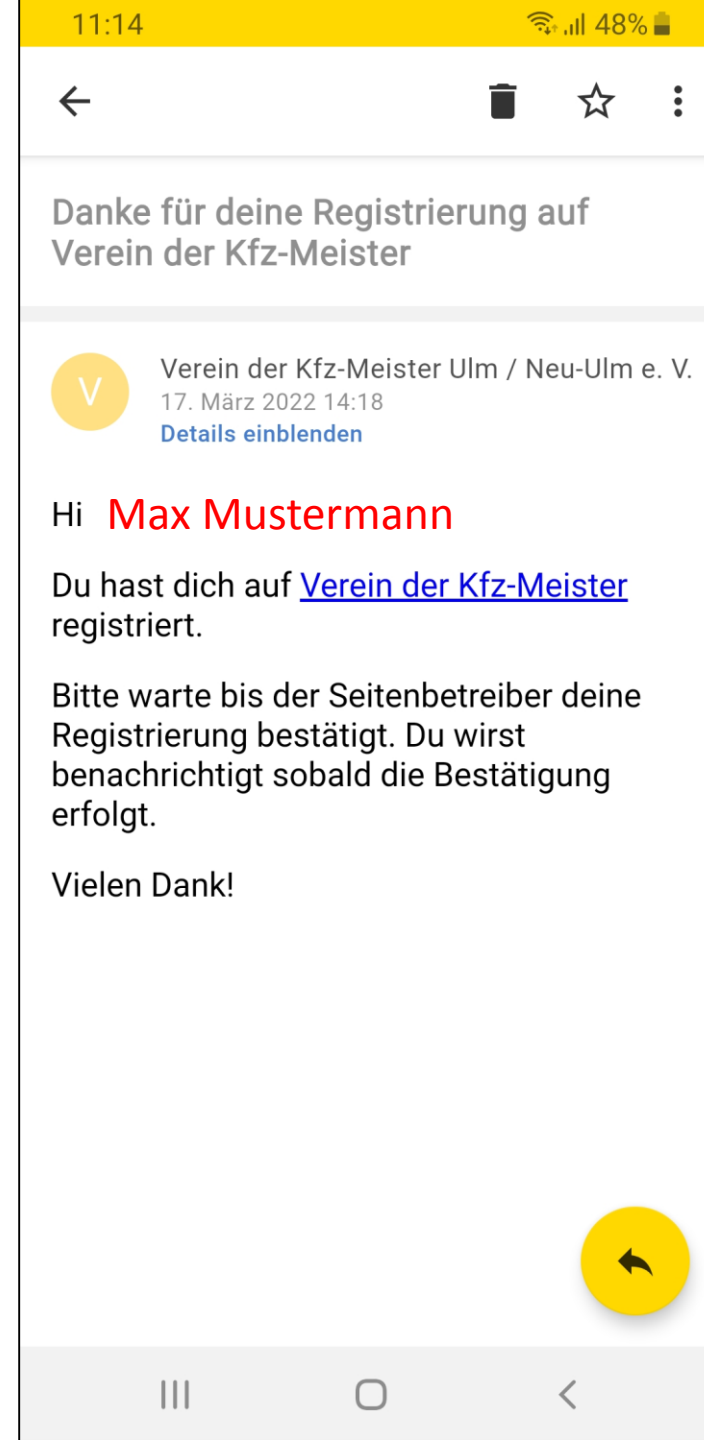 11:14 48%
Danke für deine Registrierung auf
Verein der Kfz-Meister
V
Verein der Kfz-Meister Ulm / Neu-Ulm e. V.
17. März 2022 14:18
Details einblenden
Hi Max Mustermann
Du hast dich auf Verein der Kfz-Meister
registriert.
Bitte warte bis der Seitenbetreiber deine
Registrierung bestätigt. Du wirst
benachrichtigt sobald die Bestätigung
erfolgt.
Vielen Dank!